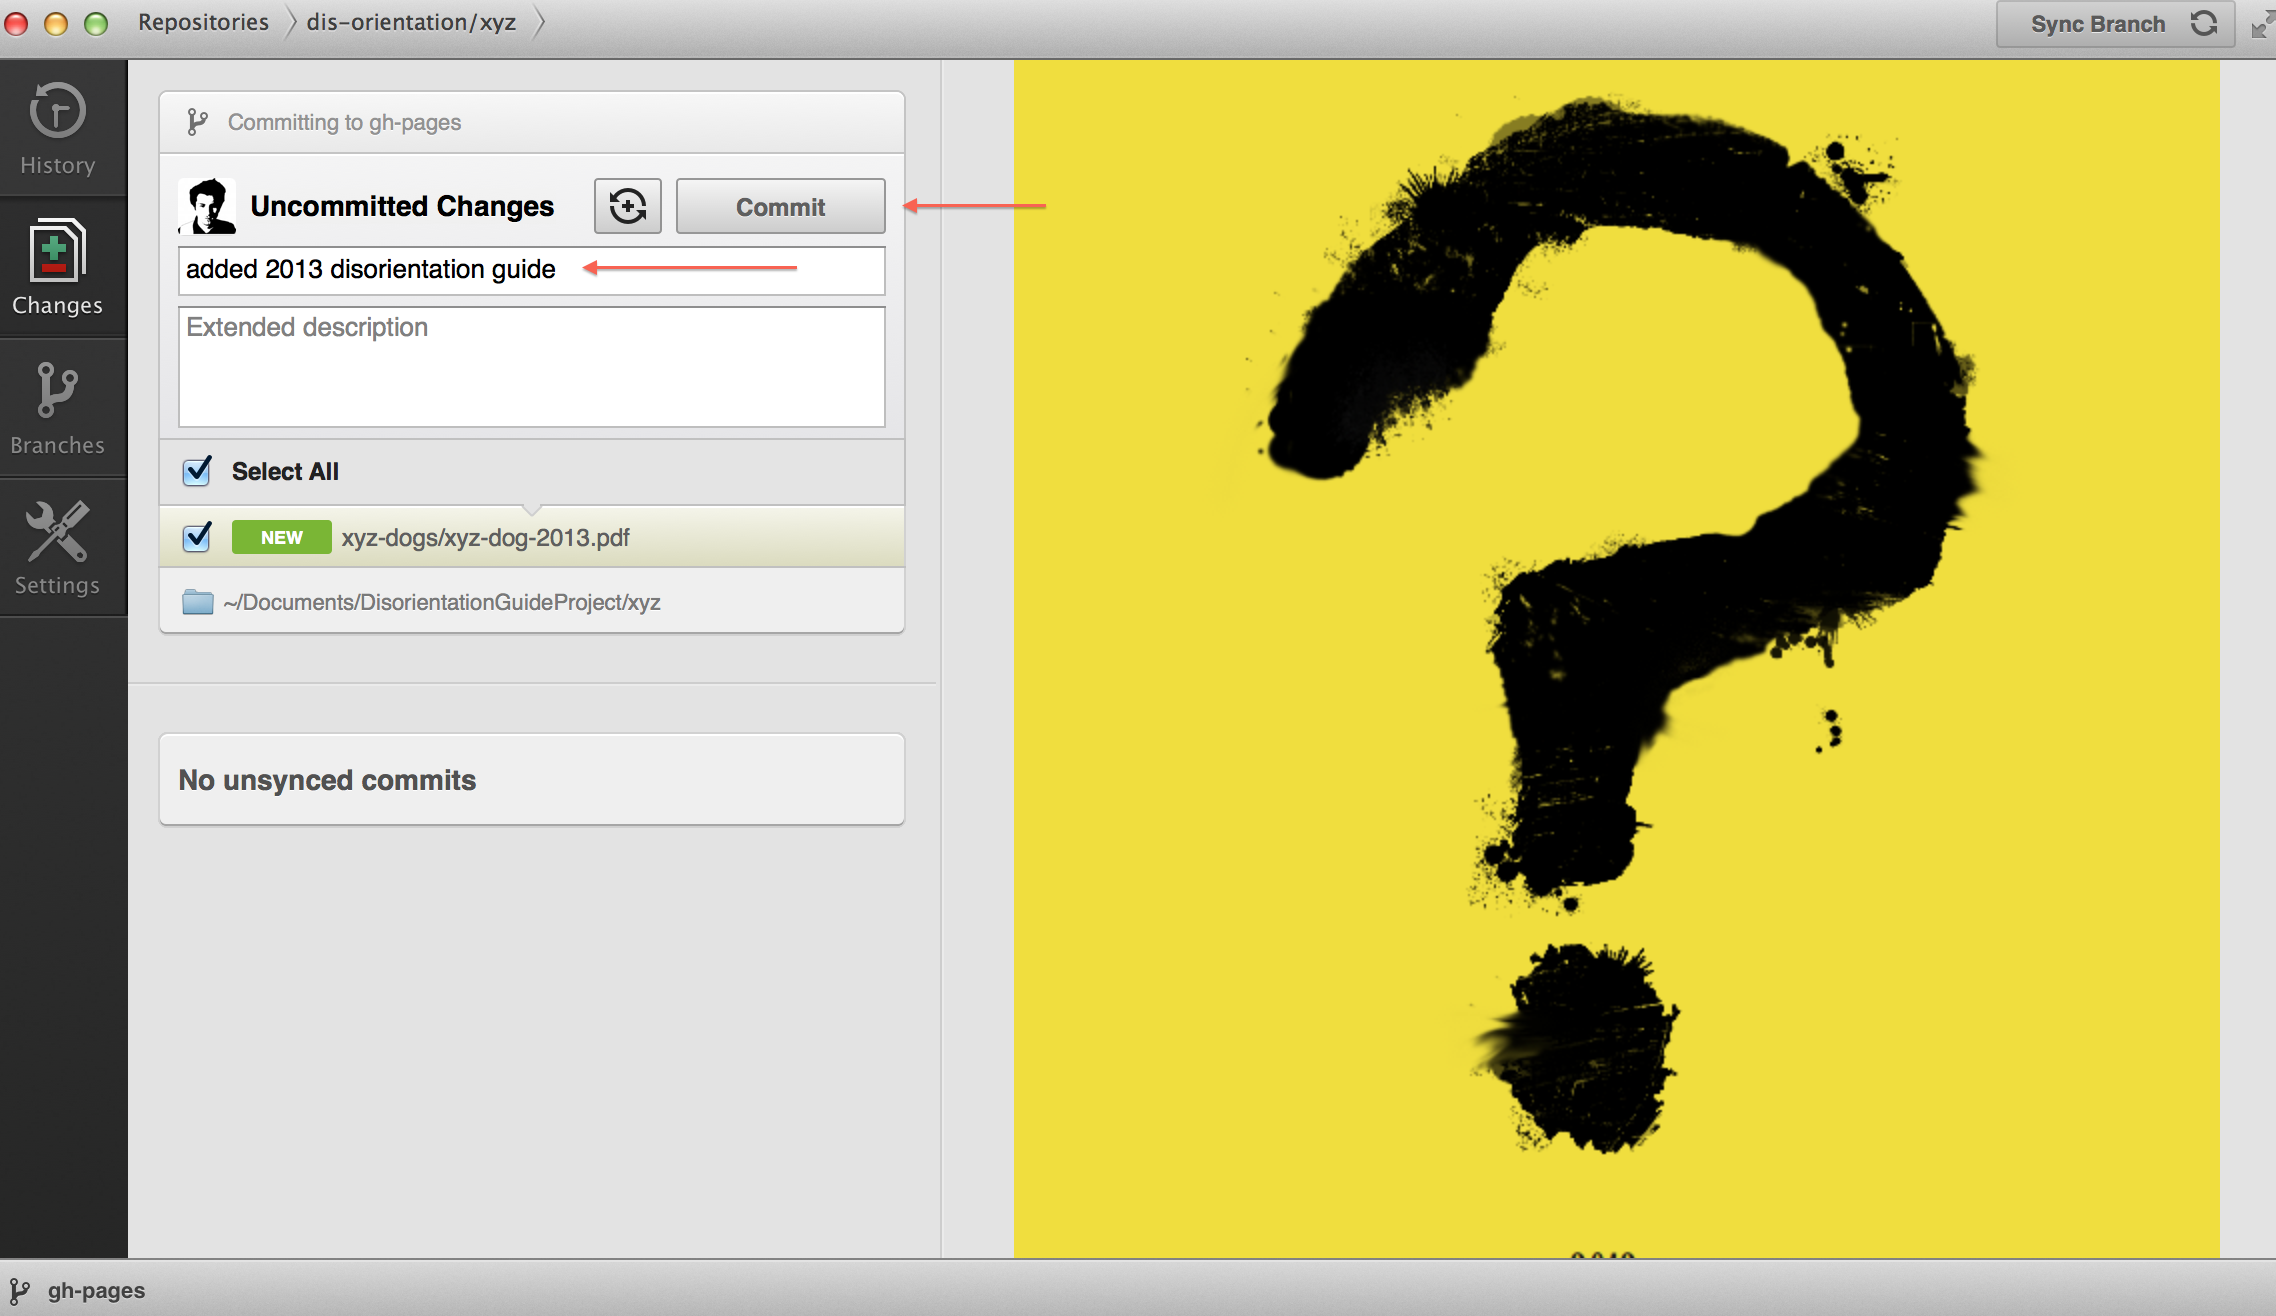 Repositories
dis-orientation/xyz
Sync Branch
History
Changes
Branches
Settings
Committing to gh-pages
Uncommitted Changes
Commit
added 2013 disorientation guide
Extended description
Select All
NEW xyz-dogs/xyz-dog-2013.pdf
~/Documents/DisorientationGuideProject/xyz
No unsynced commits
gh-pages